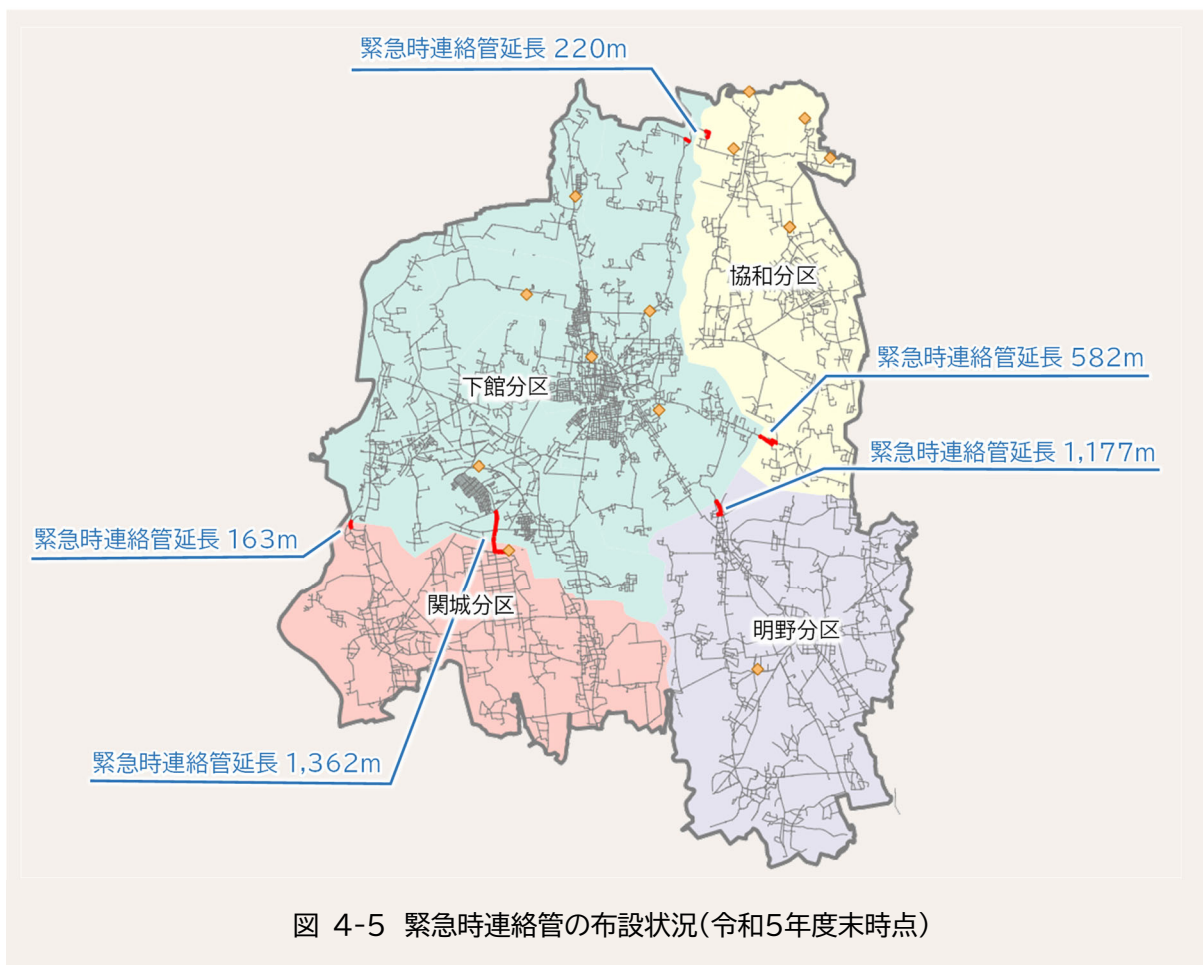 緊急時連絡管延長 220m
協和分区
緊急時連絡管延長 582m
下館分区
緊急時連絡管延長 1,177m
緊急時連絡管延長 163m
関城分区
明野分区
緊急時連絡管延長 1,362m
図 4-5 緊急時連絡管の布設状況(令和5年度末時点)